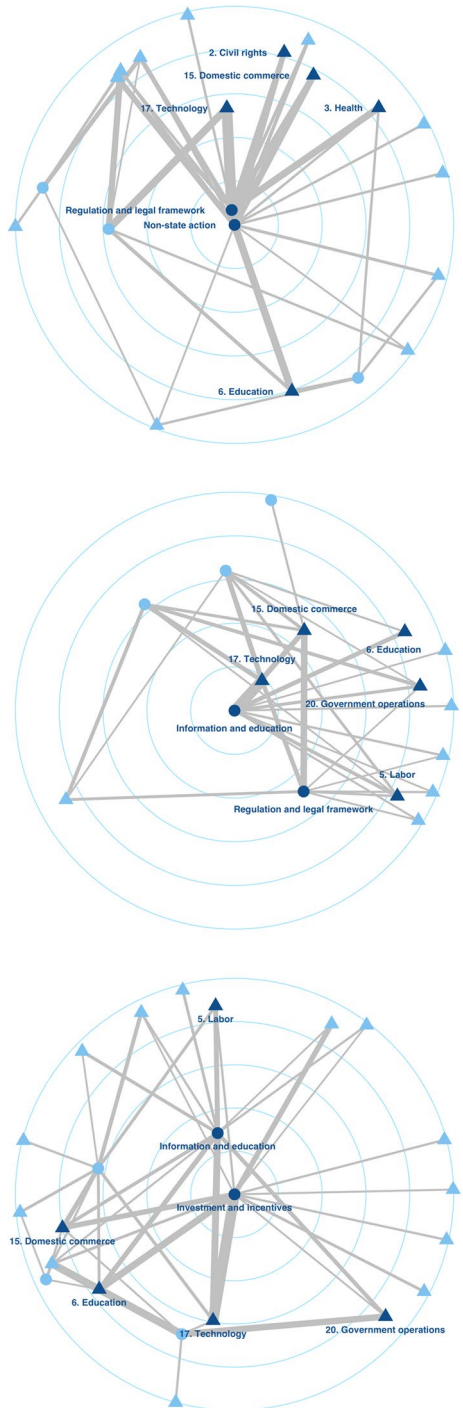 2. Civil rights
15. Domestic commerce
17. Technology
3. Health
Regulation and legal framework
Non-state action
6. Education
15. Domestic commerce
6. Education
17. Technology
20. Government operations
Information and education
5. Labor
Regulation and legal framework
5. Labor
Information and education
Investment and incentives
15. Domestic commerce
6. Education
17. Technology
20. Government operations